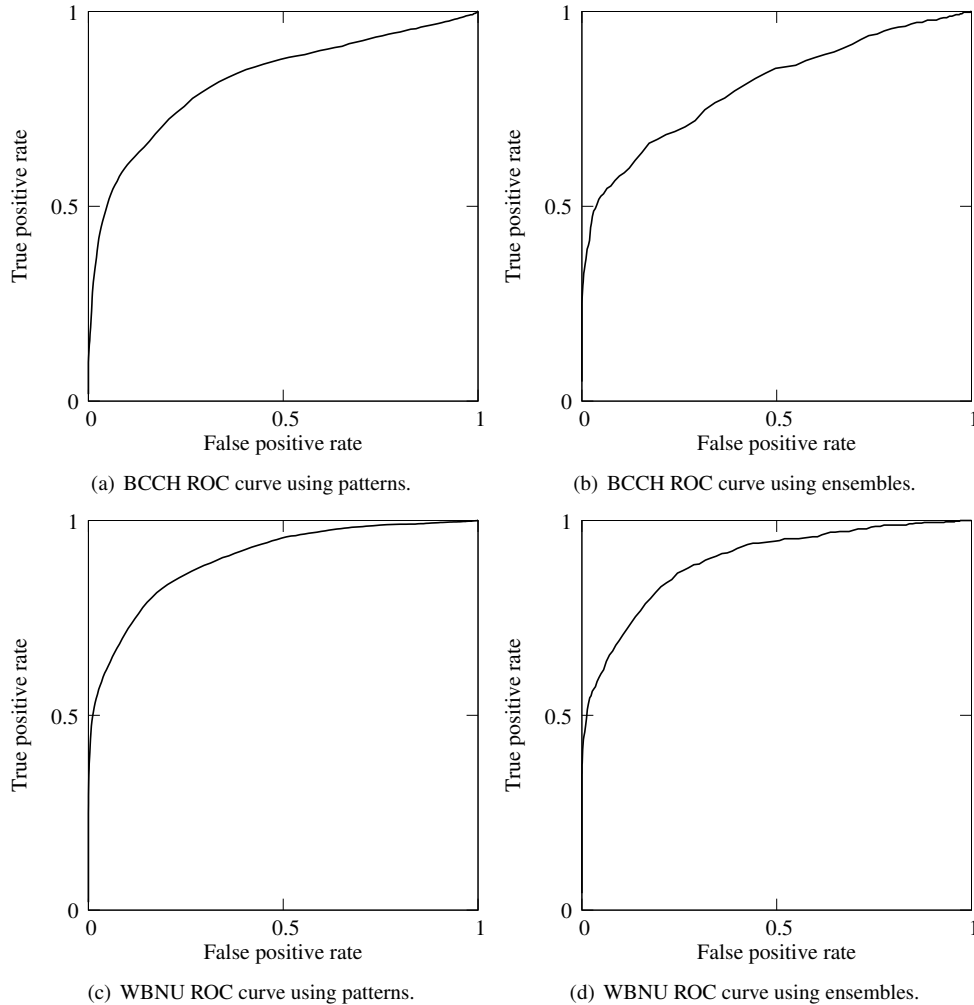 1
0.5
0
True positive rate
0
0.5
1
False positive rate
(a) BCCH ROC curve using patterns.
1
0.5
0
True positive rate
0
0.5
1
False positive rate
(b) BCCH ROC curve using ensembles.
1
0.5
0
True positive rate
0
0.5
1
False positive rate
(c) WBNU ROC curve using patterns.
1
0.5
0
True positive rate
0
0.5
1
False positive rate
(d) WBNU ROC curve using ensembles.